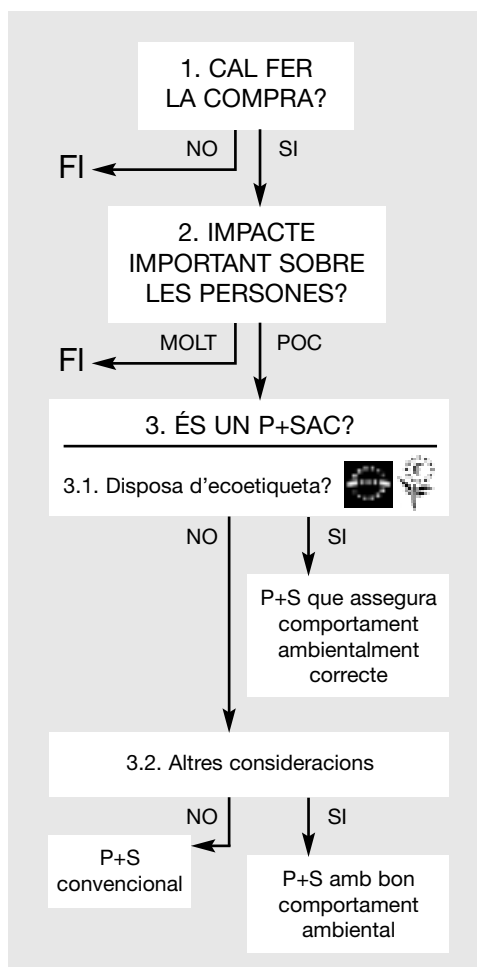 1. CAL FER
LA COMPRA?
NO
SI
FI
2. IMPACTE
IMPORTANT SOBRE
LES PERSONES?
MOLT
POC
FI
3. ÉS UN P+SAC?
3.1. Disposa d'ecoetiqueta?
NO
SI
P+S que assegura
comportament
ambientalment
correcte
3.2. Altres consideracions
NO
SI
P+S
convencional
P+S amb bon
comportament
ambiental